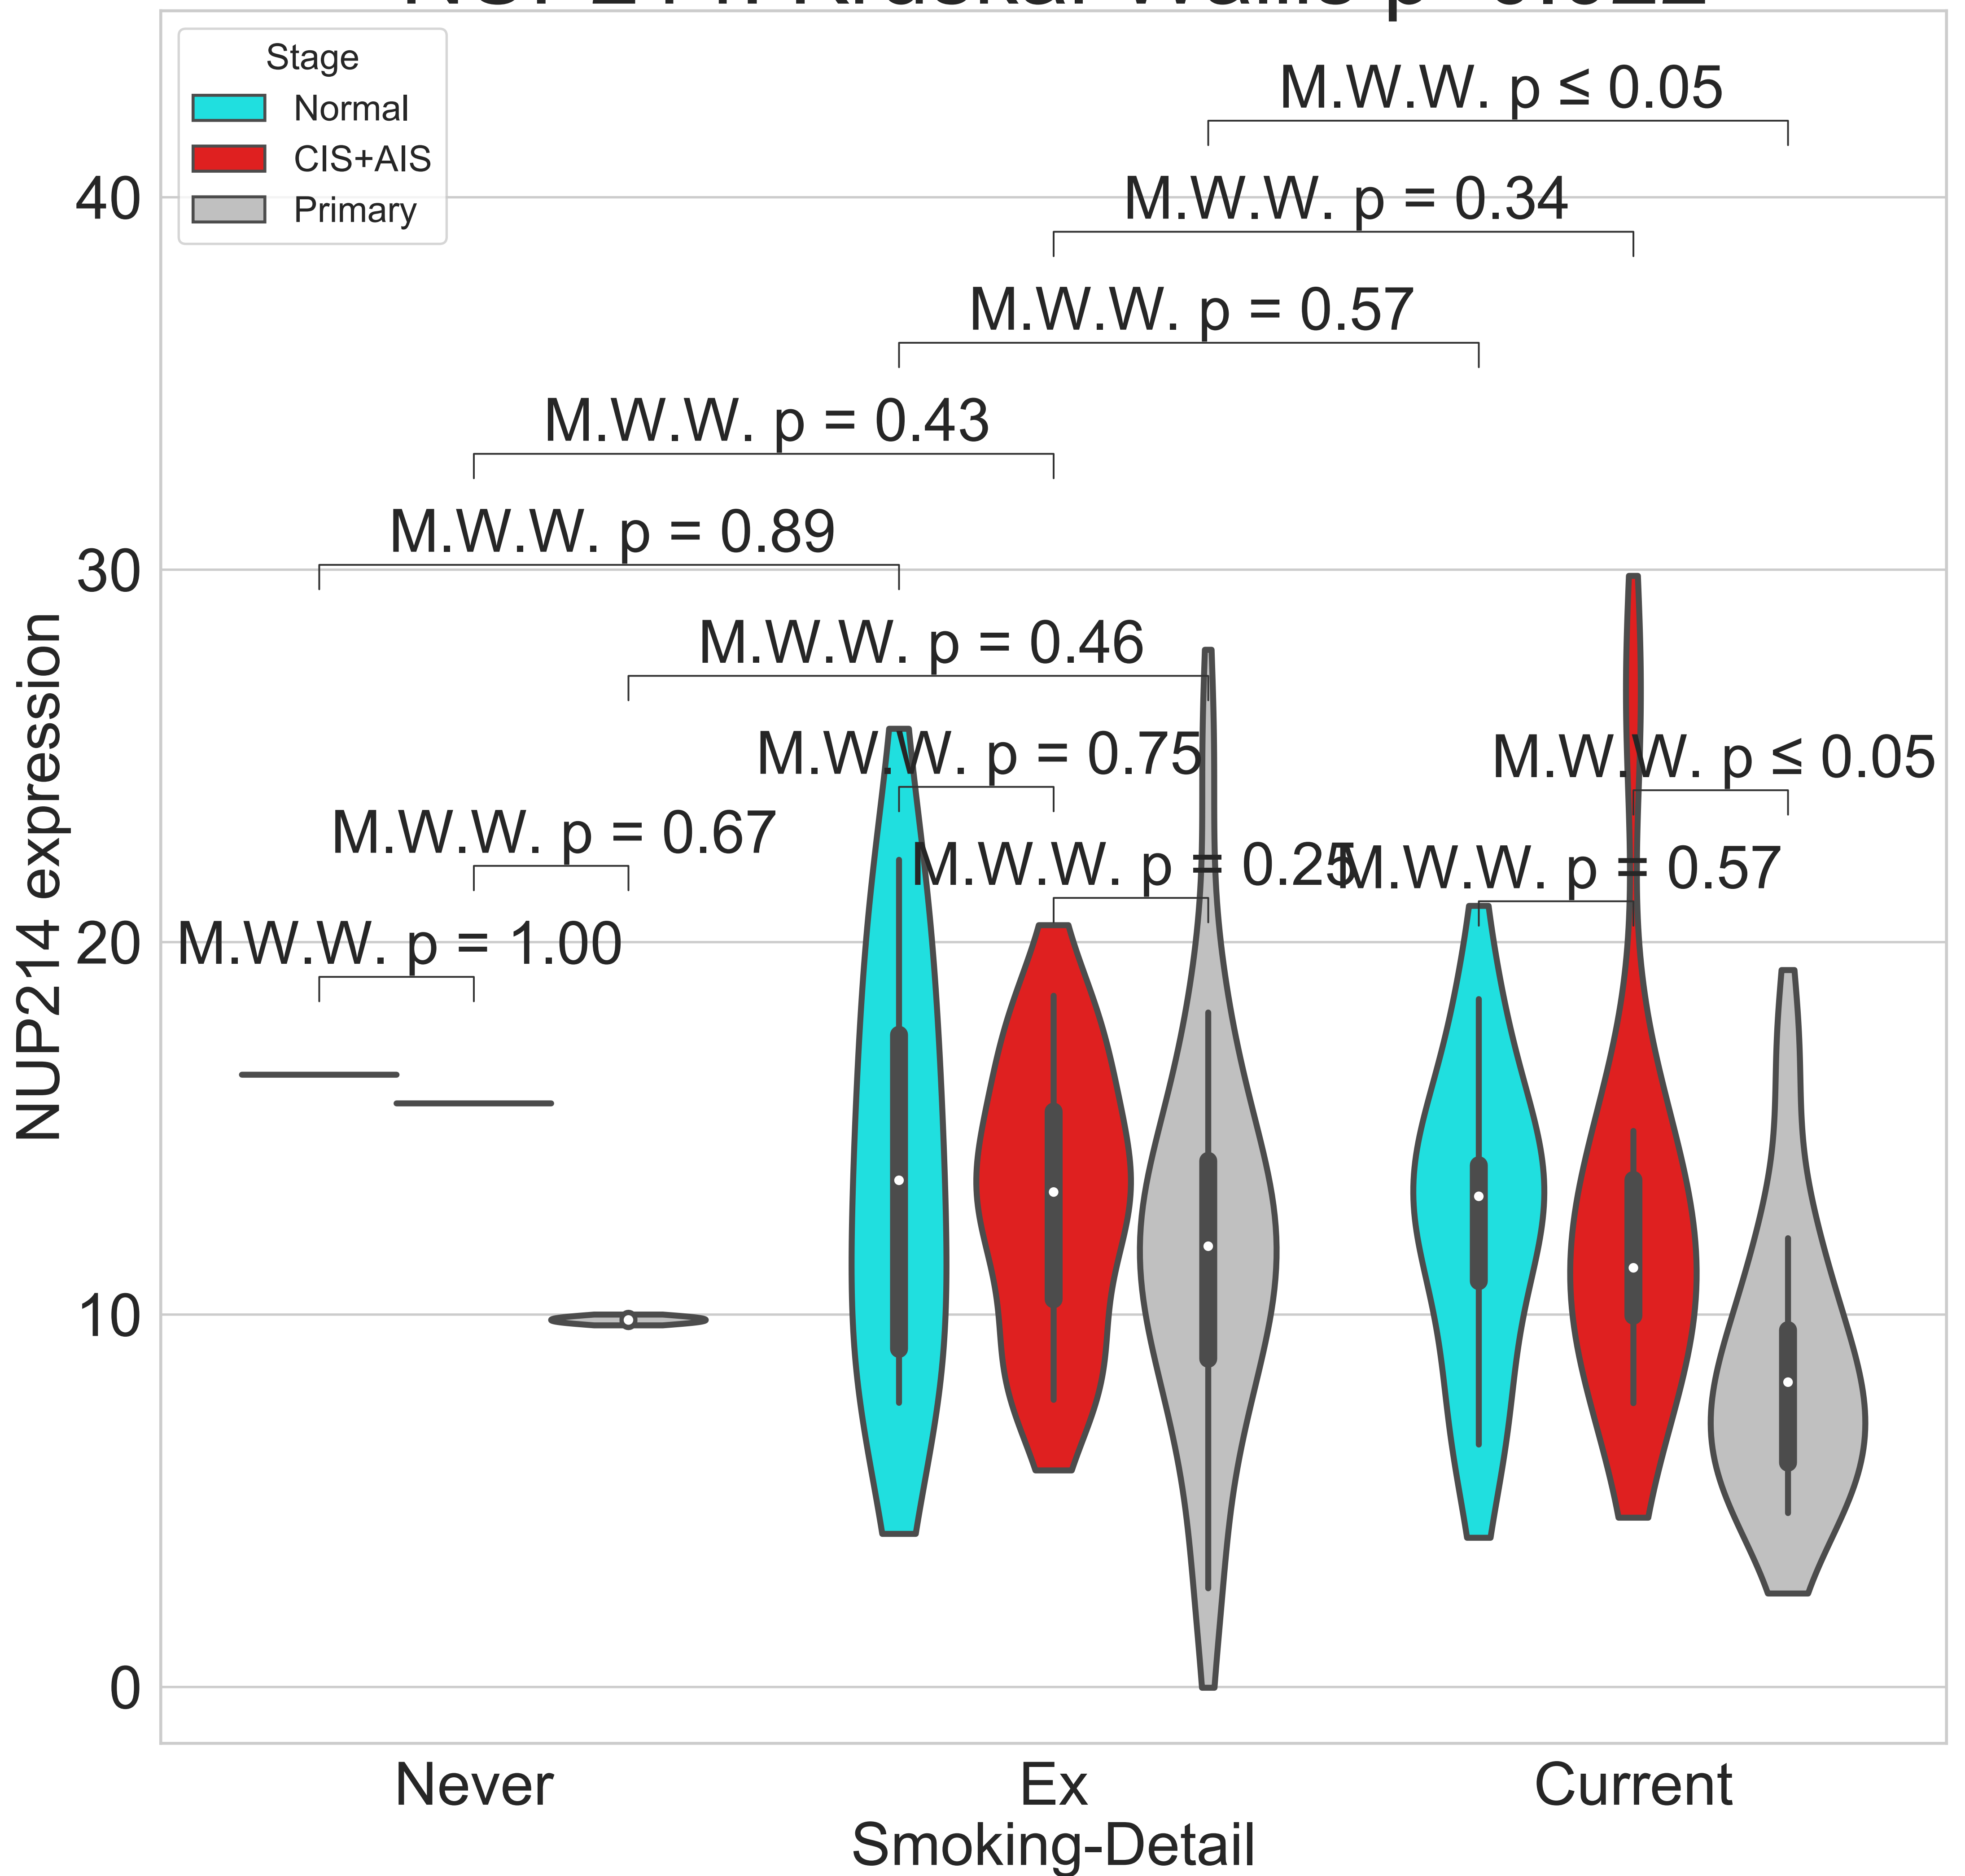 Stage
Normal
CIS+AIS
Primary
M.W.W. p ≤ 0.05
M.W.W. p = 0.34
M.W.W. p = 0.57
M.W.W. p = 0.43
M.W.W. p = 0.89
M.W.W. p = 0.46
M.W.W. p = 0.75
M.W.W. p ≤ 0.05
M.W.W. p = 0.67
M.W.W. p = 0.25
M.W.W. p = 0.57
M.W.W. p = 1.00
40
30
20
10
0
NUP214 expression
Never
Ex
Current
Smoking-Detail